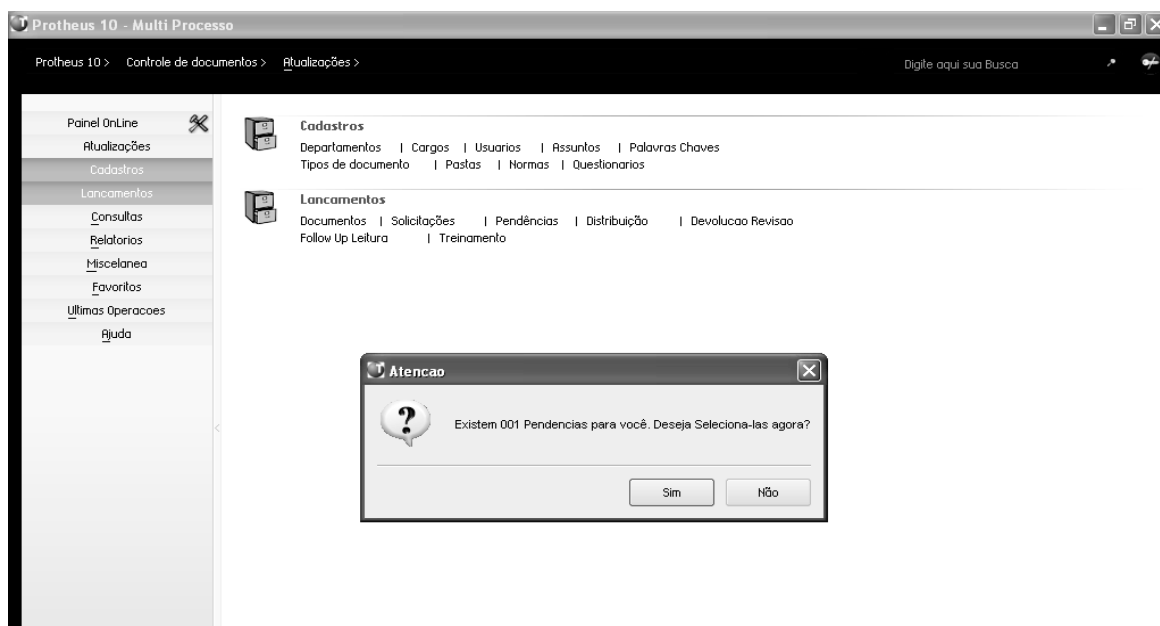 Protheus 10 - Multi Processo
Protheus 10 > Controle de documentos > Atualizações >
Digite aqui sua Busca
Painel OnLine
Atualizações
Cadastros
Lancamentos
Consultas
Relatorios
Miscelanea
Favoritos
Ultimas Operacoes
Ajuda
Cadastros
Departamentos | Cargos | Usuarios | Assuntos | Palavras Chaves
Tipos de documento | Pastas | Normas | Questionarios
Lancamentos
Documentos | Solicitações | Pendências | Distribuição | Devolucao Revisao
Follow Up Leitura | Treinamento
Atencao
Existem 001 Pendencias para você. Deseja Seleciona-las agora?
Sim Não